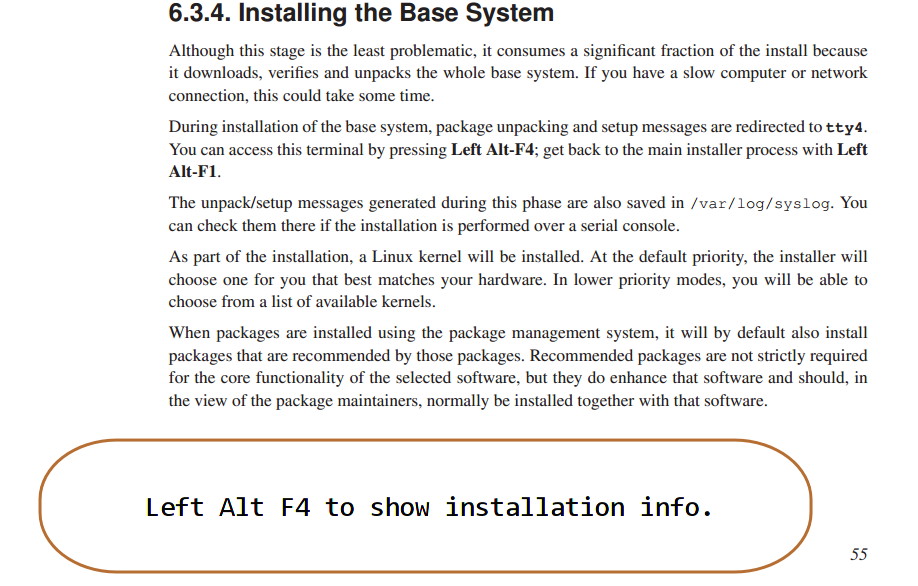 6.3.4. Installing the Base System
Although this stage is the least problematic, it consumes a significant fraction of the install because
it downloads, verifies and unpacks the whole base system. If you have a slow computer or network
connection, this could take some time.
During installation of the base system, package unpacking and setup messages are redirected to tty4.
You can access this terminal by pressing Left Alt-F4; get back to the main installer process with Left
Alt-F1.
The unpack/setup messages generated during this phase are also saved in /var/log/syslog. You
can check them there if the installation is performed over a serial console.
As part of the installation, a Linux kernel will be installed. At the default priority, the installer will
choose one for you that best matches your hardware. In lower priority modes, you will be able to
choose from a list of available kernels.
When packages are installed using the package management system, it will by default also install
packages that are recommended by those packages. Recommended packages are not strictly required
for the core functionality of the selected software, but they do enhance that software and should, in
the view of the package maintainers, normally be installed together with that software.
Left Alt F4 to show installation info.
55